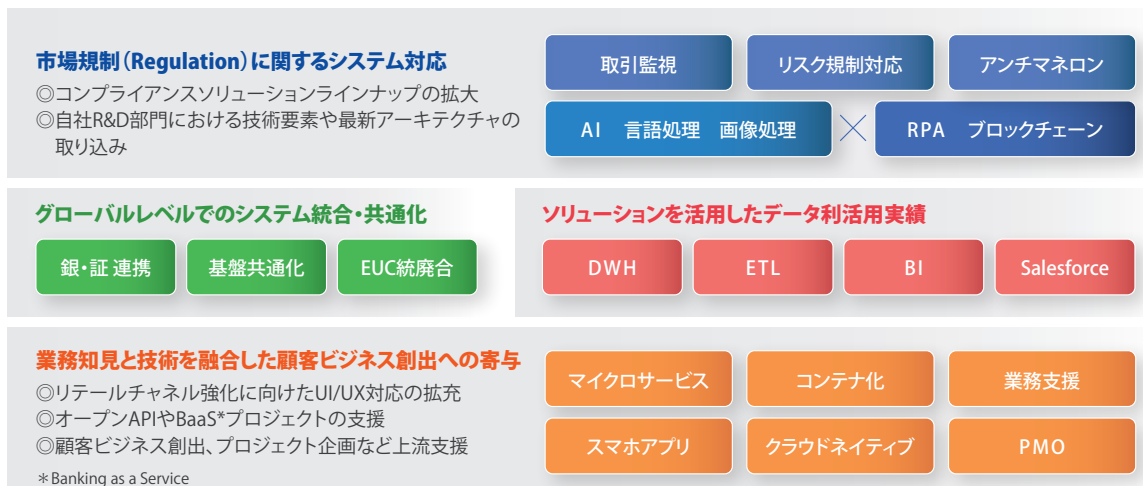 市場規制（Regulation）に関するシステム対応
◎コンプライアンスソリューションラインナップの拡大
◎自社R&D部門における技術要素や最新アーキテクチャの
取り込み
取引監視
リスク規制対応
アンチマネロン
AI 言語処理 画像処理
×
RPA ブロックチェーン
グローバルレベルでのシステム統合・共通化
銀・証 連携
基盤共通化
EUC統廃合
ソリューションを活用したデータ利活用実績
DWH
ETL
BI
Salesforce
業務知見と技術を融合した顧客ビジネス創出への寄与
◎リテールチャネル強化に向けたUI/UX対応の拡充
◎オープンAPIやBaaS*プロジェクトの支援
◎顧客ビジネス創出、プロジェクト企画など上流支援
＊Banking as a Service
マイクロサービス
コンテナ化
業務支援
スマホアプリ
クラウドネイティブ
PMO